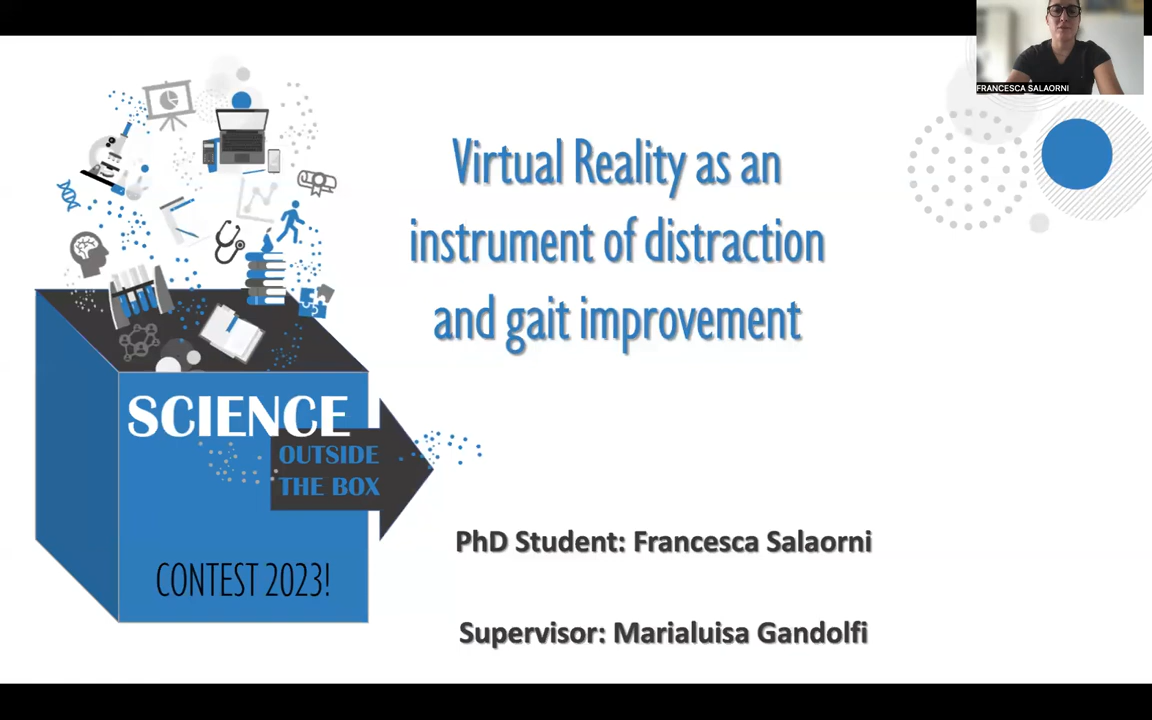 FRANCESCA SALAORNI
Virtual Reality as an
instrument of distraction
and gait improvement
SCIENCE
OUTSIDE
THE BOX
CONTEST 2023!
PhD Student: Francesca Salaorni
Supervisor: Marialuisa Gandolfi